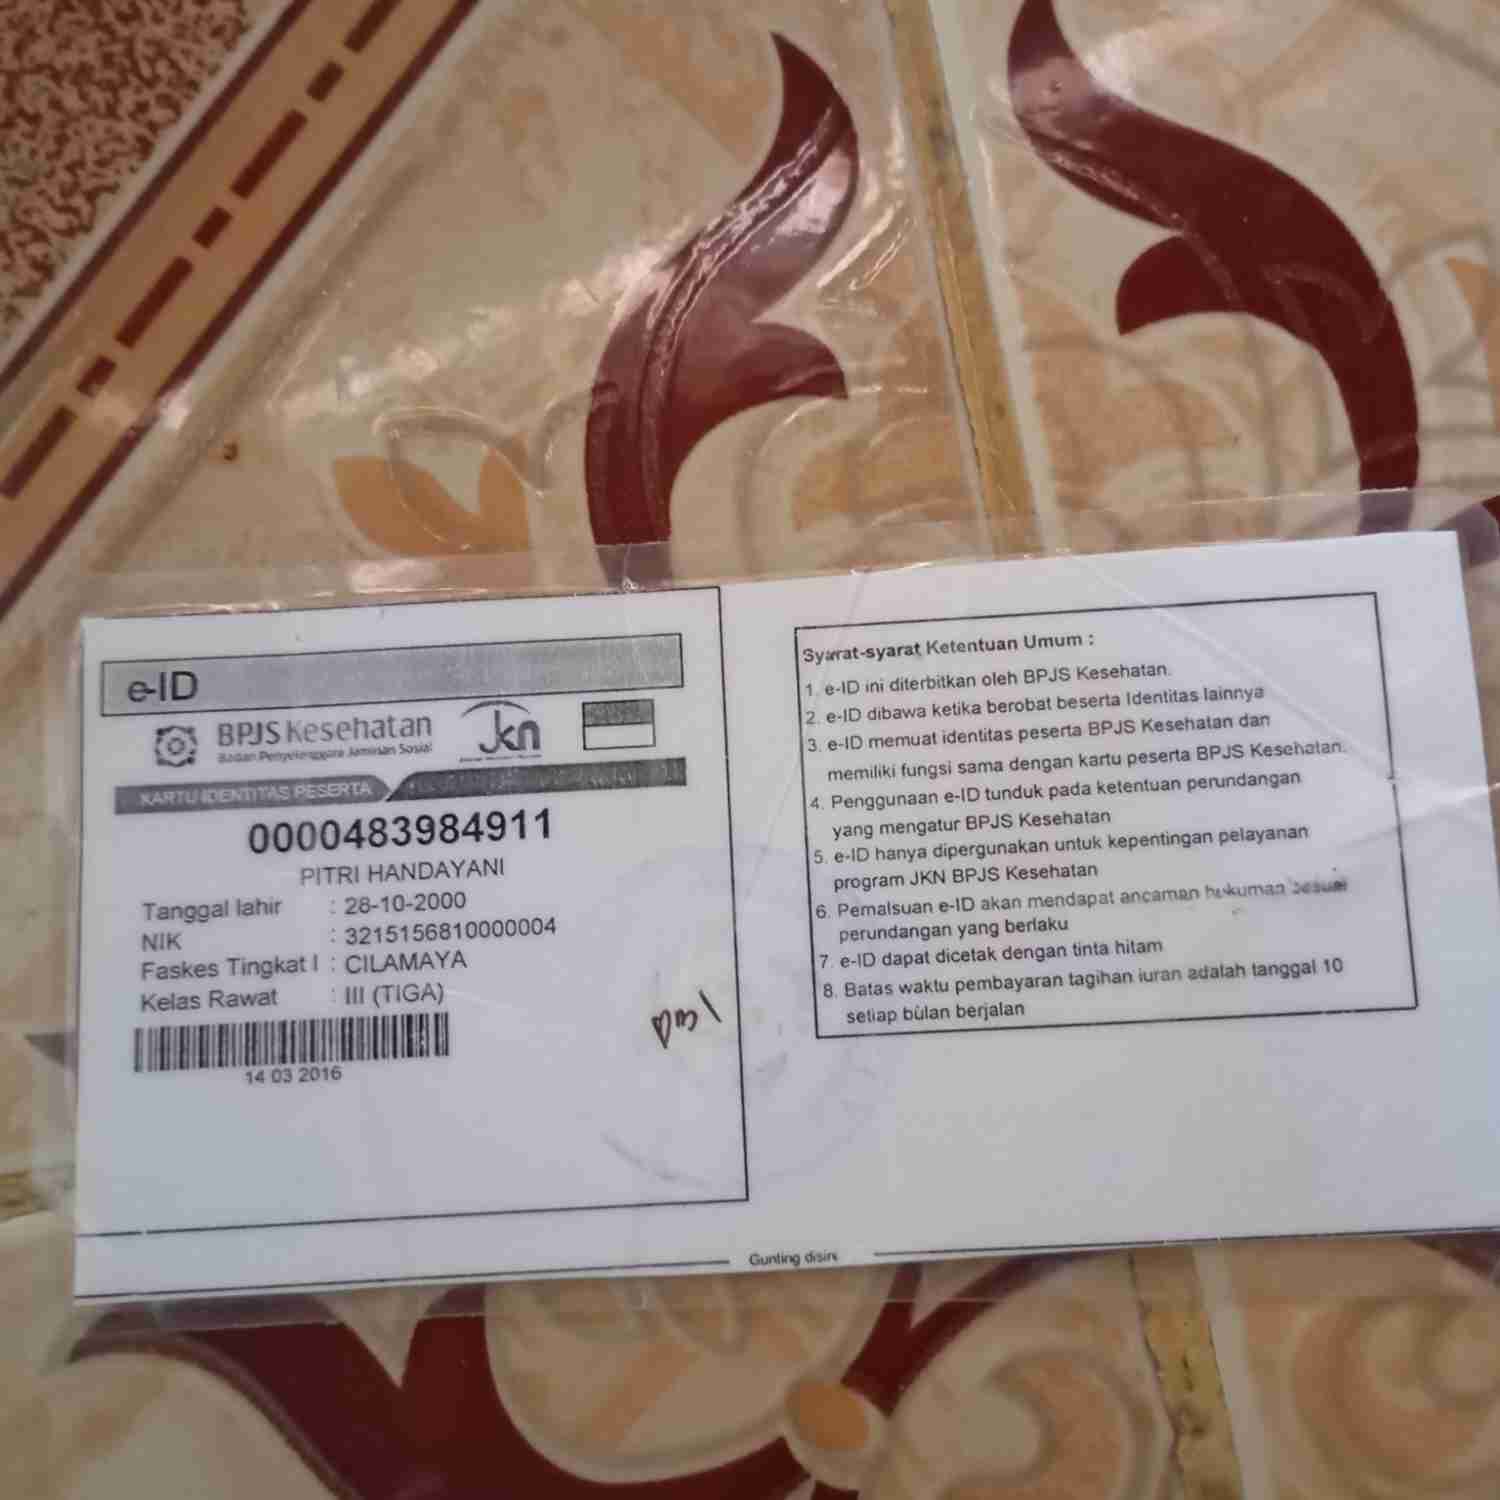 e-ID
BPJS Kesehatan
Badan Penyelenggara Jaminan Sosial
jkn
KARTU IDENTITAS PESERTA
0000483984911
PITRI HANDAYANI
Tanggal lahir : 28-10-2000
NIK : 3215156810000004
Faskes Tingkat I : CILAMAYA
Kelas Rawat : III (TIGA)
14 03 2016
Syarat-syarat Ketentuan Umum :
1. e-ID ini diterbitkan oleh BPJS Kesehatan.
2. e-ID dibawa ketika berobat beserta Identitas lainnya
3. e-ID memuat identitas peserta BPJS Kesehatan dan
memiliki fungsi sama dengan kartu peserta BPJS Kesehatan.
4. Penggunaan e-ID tunduk pada ketentuan perundangan
yang mengatur BPJS Kesehatan
5. e-ID hanya dipergunakan untuk kepentingan pelayanan
program JKN BPJS Kesehatan
6. Pemalsuan e-ID akan mendapat ancaman hukuman sesuai
perundangan yang berlaku
7. e-ID dapat dicetak dengan tinta hitam
8. Batas waktu pembayaran tagihan iuran adalah tanggal 10
setiap bulan berjalan
Gunting disini